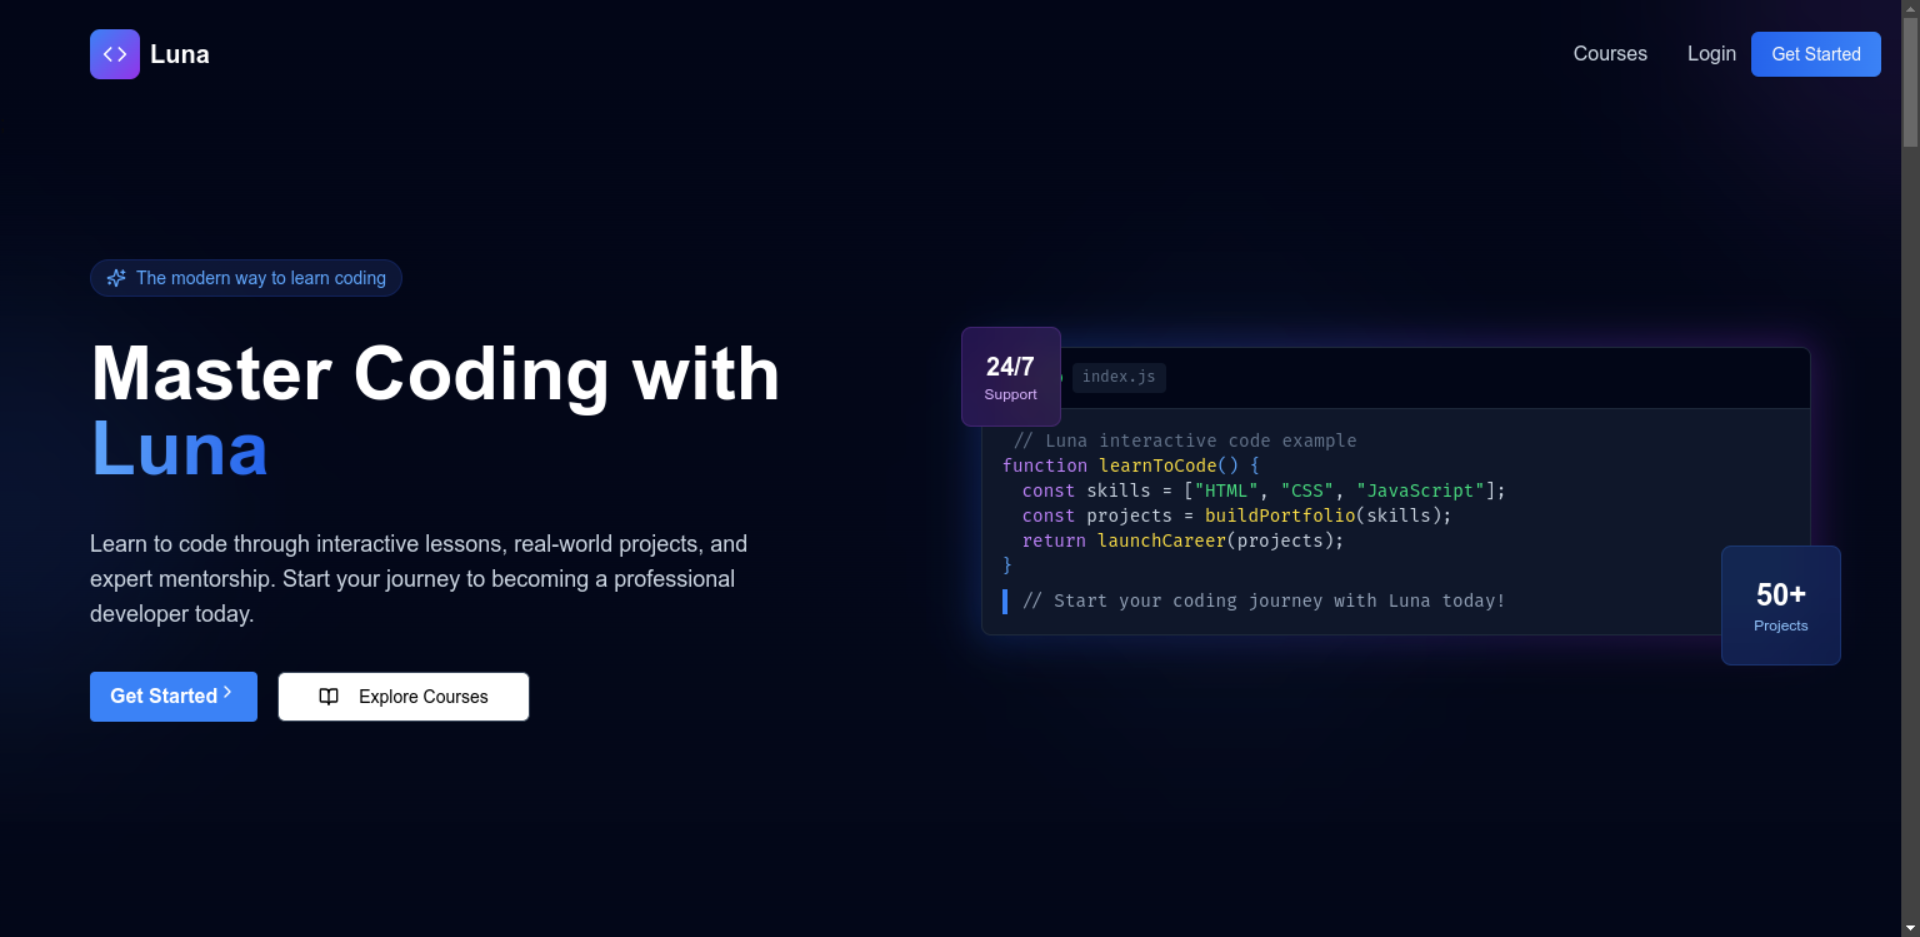 Luna
Courses
Login
Get Started
The modern way to learn coding
Master Coding with
Luna
Learn to code through interactive lessons, real-world projects, and
expert mentorship. Start your journey to becoming a professional
developer today.
Get Started
Explore Courses
24/7
Support
index.js
// Luna interactive code example
function learnToCode() {
const skills = ["HTML", "CSS", "JavaScript"];
const projects = buildPortfolio(skills);
return launchCareer(projects);
}
// Start your coding journey with Luna today!
50+
Projects